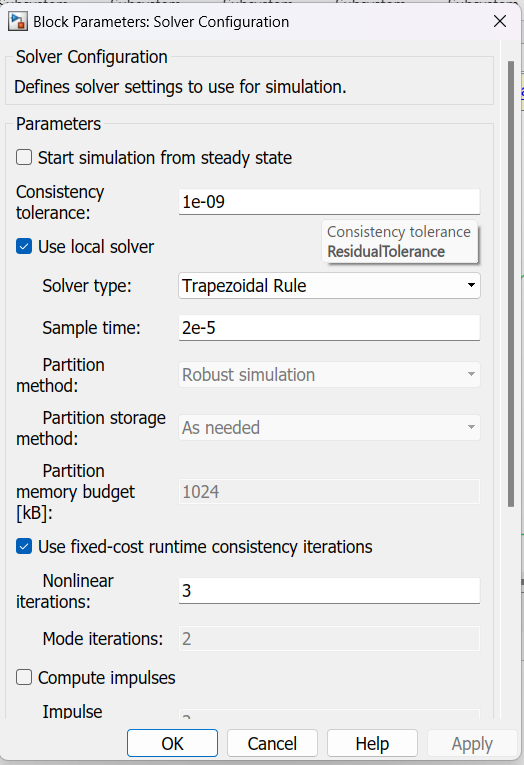 Block Parameters: Solver Configuration
Solver Configuration
Defines solver settings to use for simulation.
Parameters
Start simulation from steady state
Consistency
tolerance:
1e-09
Consistency tolerance
ResidualTolerance
Use local solver
Solver type:
Trapezoidal Rule
Sample time:
2e-5
Partition
method:
Robust simulation
Partition storage
method:
As needed
Partition
memory budget
[kB]:
1024
Use fixed-cost runtime consistency iterations
Nonlinear
iterations:
3
Mode iterations:
2
Compute impulses
Impulse
OK
Cancel
Help
Apply